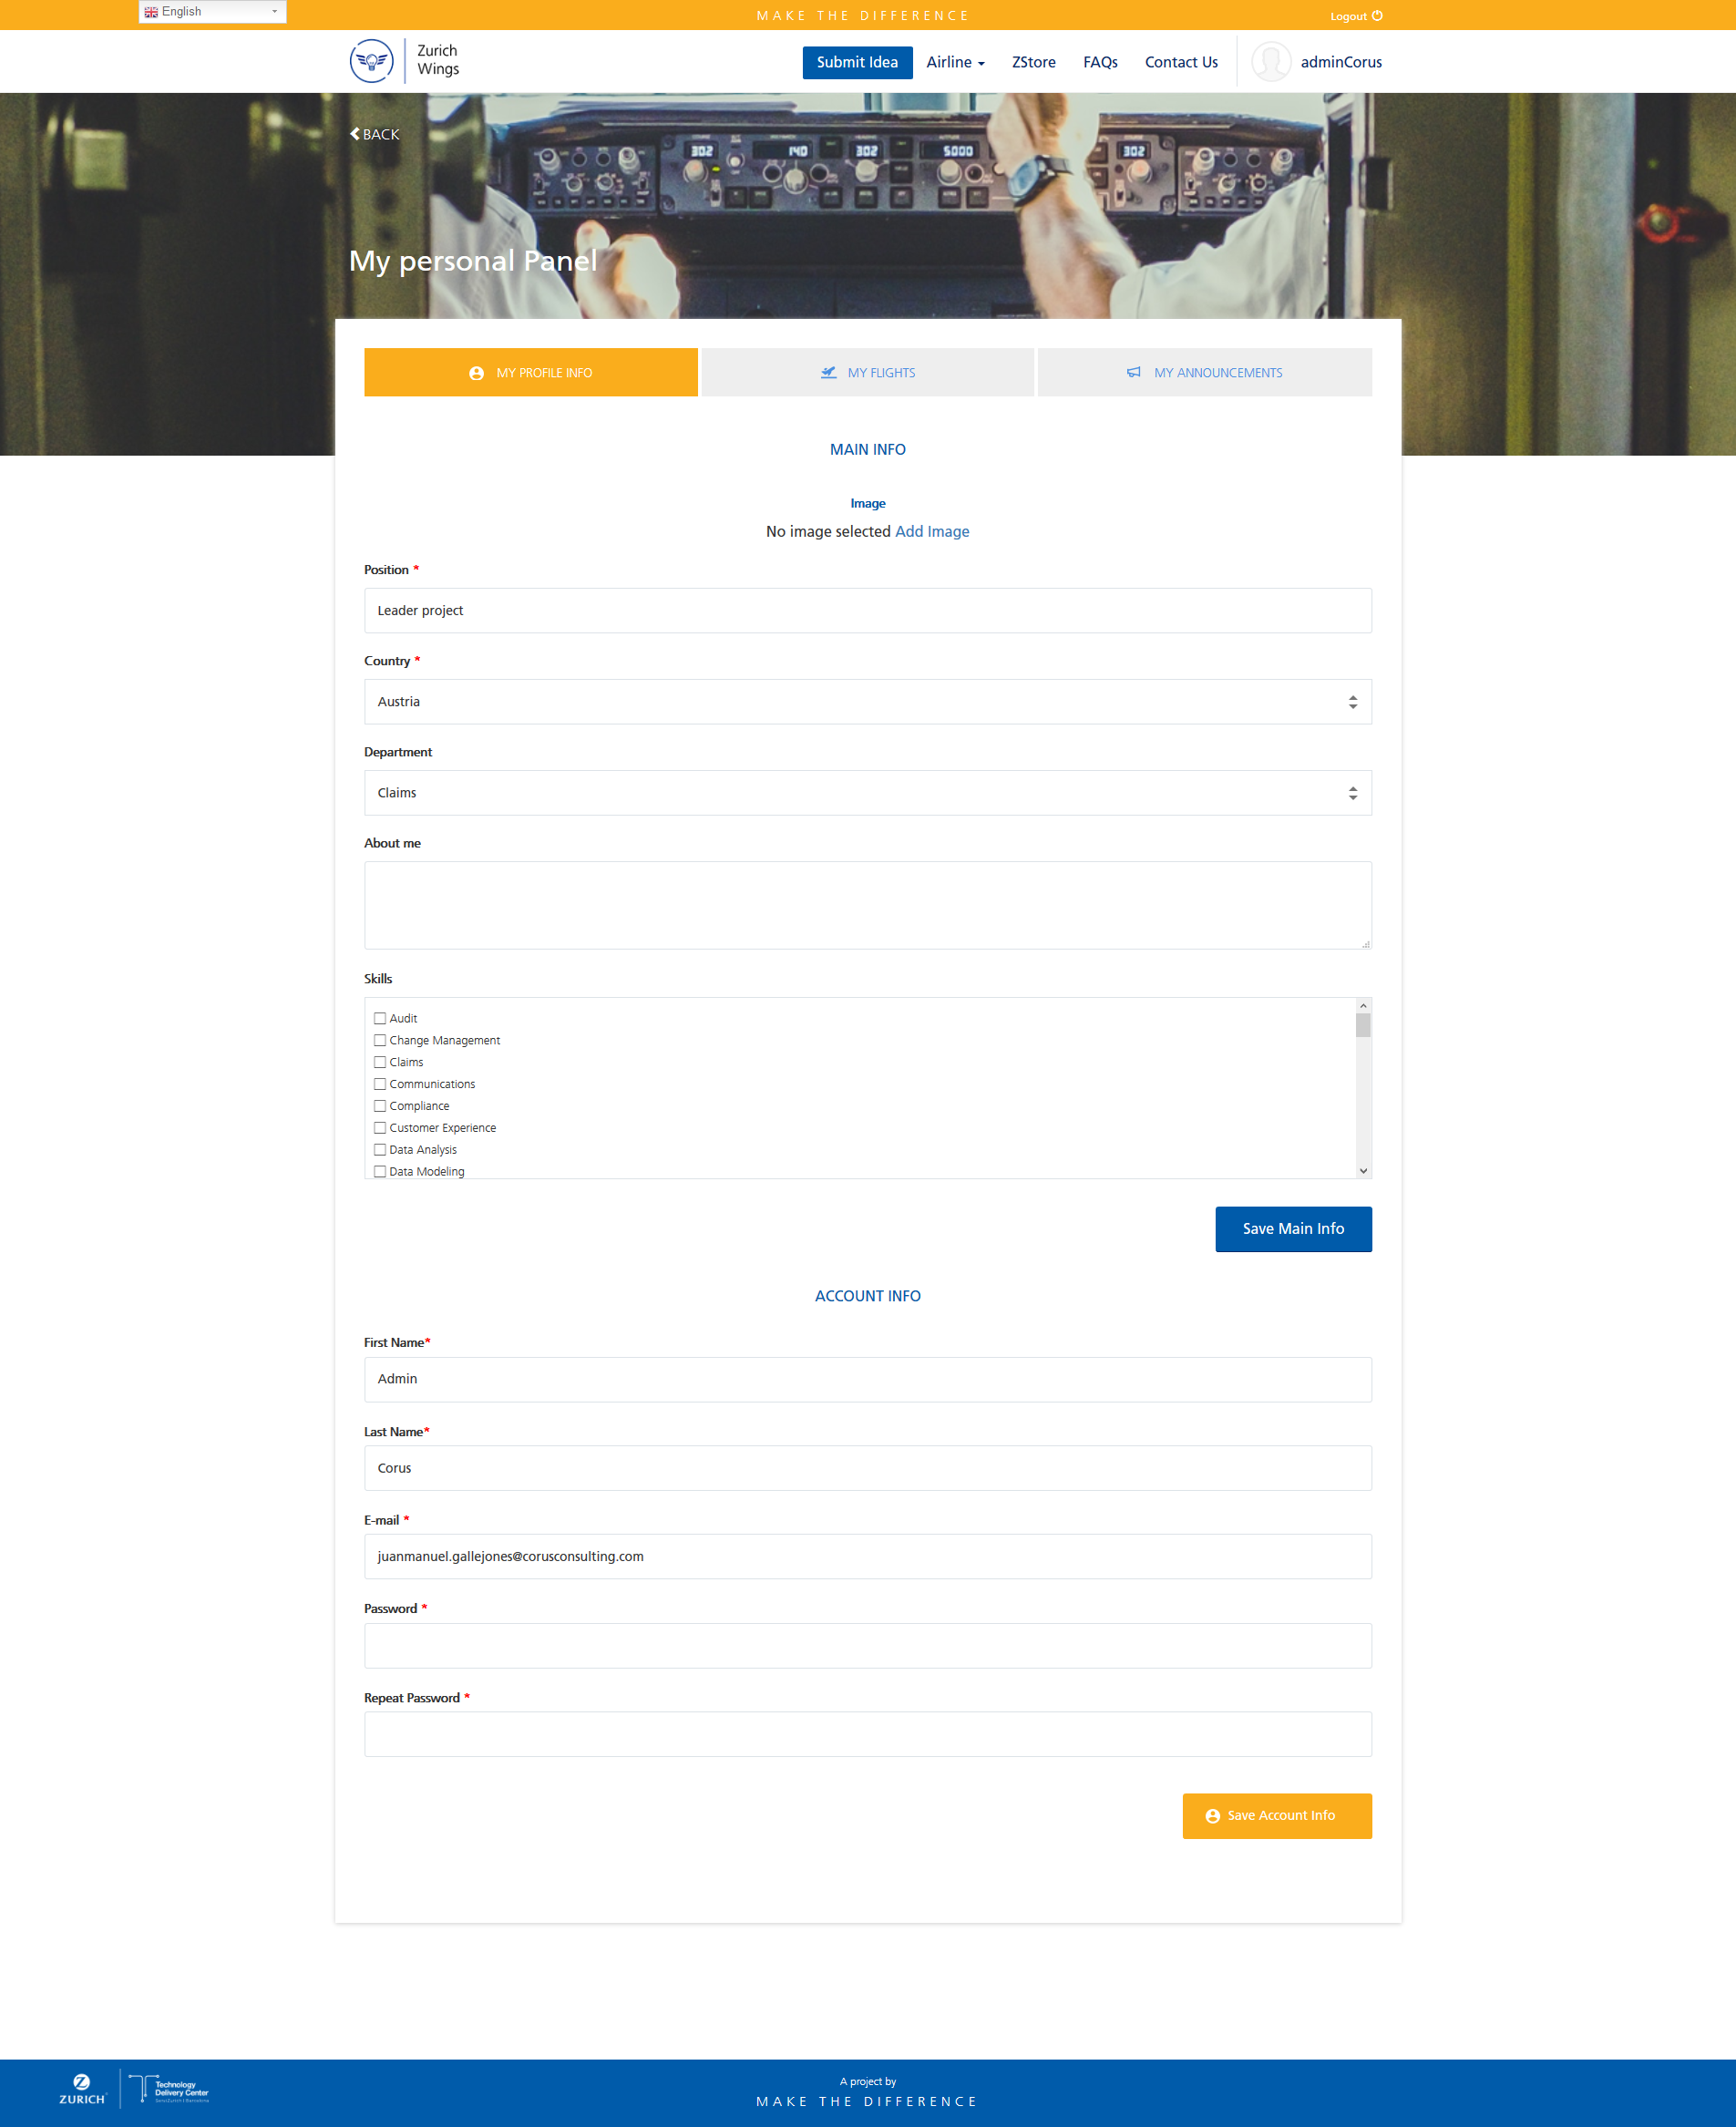 English
MAKE THE DIFFERENCE
Logout
Zurich
Wings
Submit Idea
Airline
ZStore
FAQs
Contact Us
adminCorus
BACK
302
140
302
5000
302
My personal Panel
MY PROFILE INFO
MY FLIGHTS
MY ANNOUNCEMENTS
MAIN INFO
Image
No image selected Add Image
Position *
Leader project
Country *
Austria
Department
Claims
About me
Skills
Audit
Change Management
Claims
Communications
Compliance
Customer Experience
Data Analysis
Data Modeling
Save Main Info
ACCOUNT INFO
First Name*
Admin
Last Name*
Corus
E-mail *
juanmanuel.gallejones@corusconsulting.com
Password *
Repeat Password *
Save Account Info
ZURICH
Technology
Delivery Center
A project by
MAKE THE DIFFERENCE